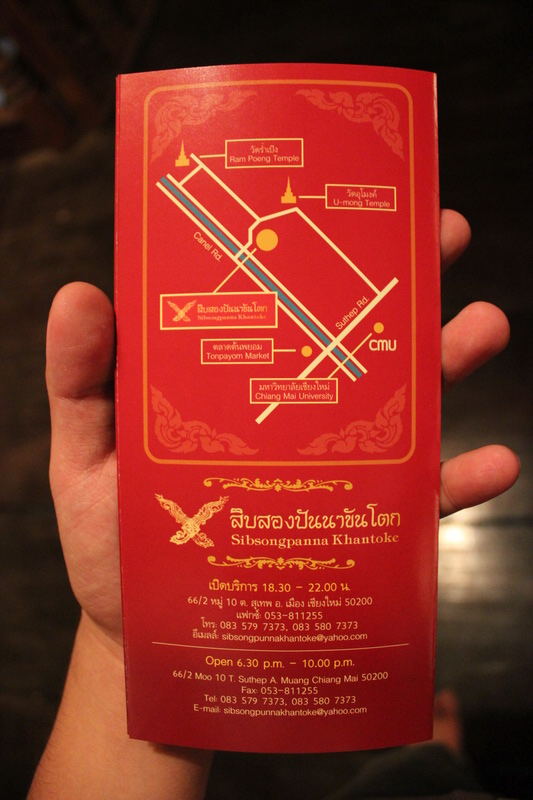 วัดร่ำเปิง
Ram Poeng Temple
วัดอุโมงค์
U-mong Temple
Canel Rd.
สิบสองปันนาขันโตก
Sibsongpanna Khantoke
Suthep Rd.
ตลาดต้นพยอม
Tonpayom Market
CMU
มหาวิทยาลัยเชียงใหม่
Chiang Mai University
สิบสองปันนาขันโตก
Sibsongpanna Khantoke
เปิดบริการ 18.30 - 22.00 น.
66/2 หมู่ 10 ต. สุเทพ อ. เมือง เชียงใหม่ 50200
แฟกซ์: 053-811255
โทร: 083 579 7373, 083 580 7373
อีเมลล์: sibsongpunnakhantoke@yahoo.com
Open 6.30 p.m. - 10.00 p.m.
66/2 Moo 10 T. Suthep A. Muang Chiang Mai 50200
Fax: 053-811255
Tel: 083 579 7373, 083 580 7373
E-mail: sibsongpunnakhantoke@yahoo.com